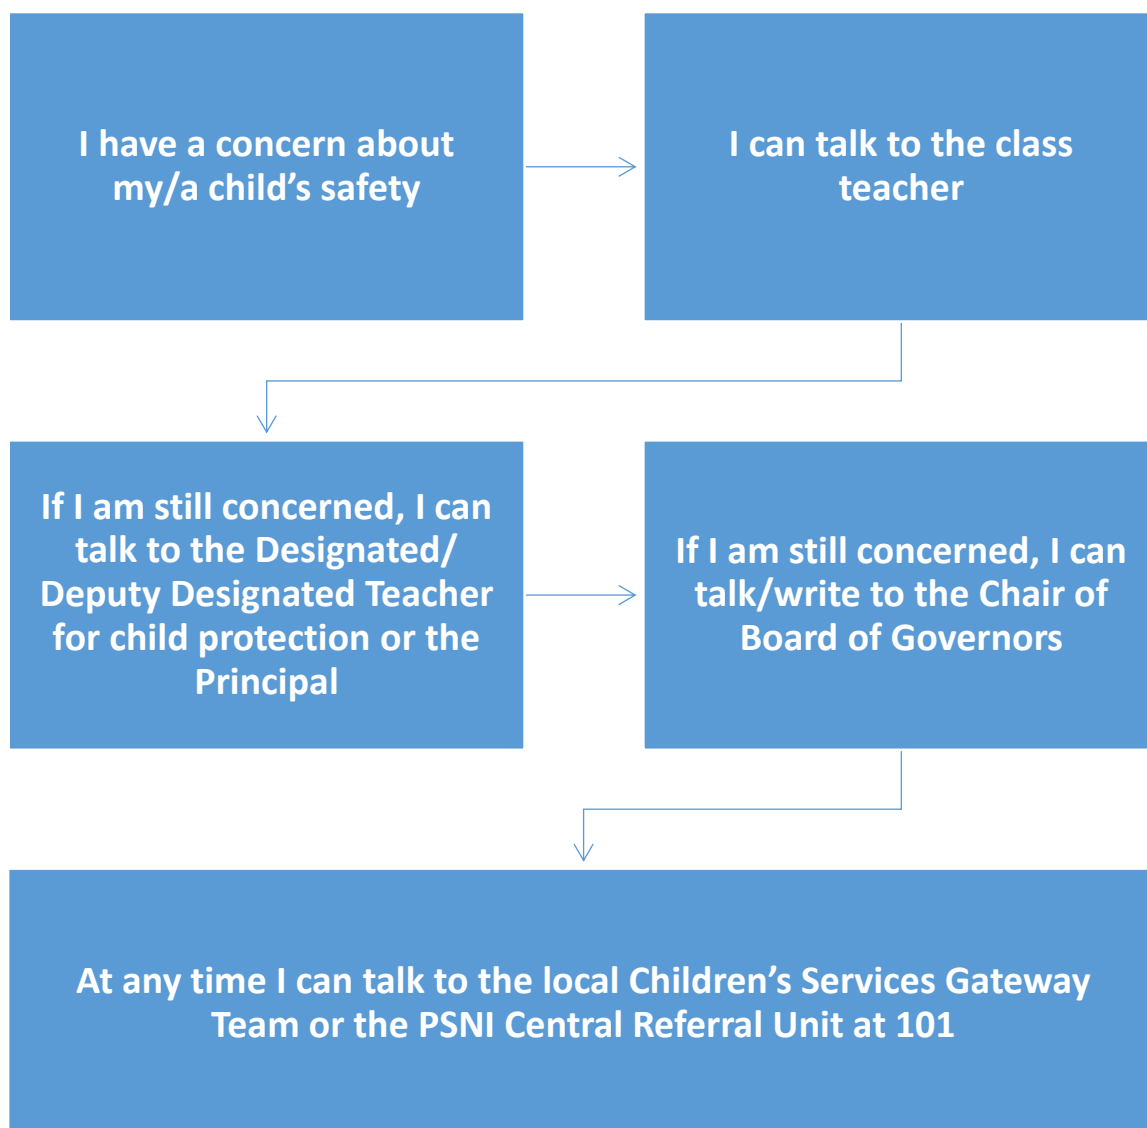 I have a concern about
my/a child’s safety
I can talk to the class
teacher
If I am still concerned, I can
talk to the Designated/
Deputy Designated Teacher
for child protection or the
Principal
If I am still concerned, I can
talk/write to the Chair of
Board of Governors
At any time I can talk to the local Children’s Services Gateway
Team or the PSNI Central Referral Unit at 101